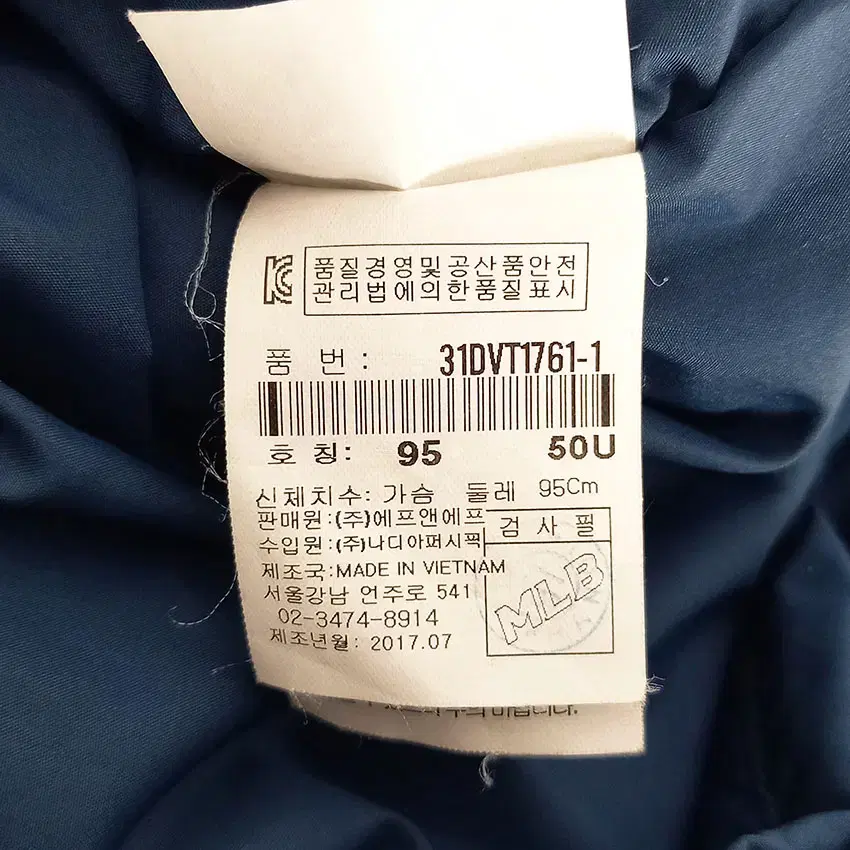 품질경영및공산품안전
관리법에의한품질표시
품 번 : 31DVT1761-1
호 칭: 95 50U
신체치수: 가슴 둘레 95Cm
판매원:(주)에프앤에프
수입원:(주)나디아퍼시픽
검 사 필
제조국:MADE IN VIETNAM
MLB
서울강남 언주로 541
02-3474-8914
제조년월: 2017.07